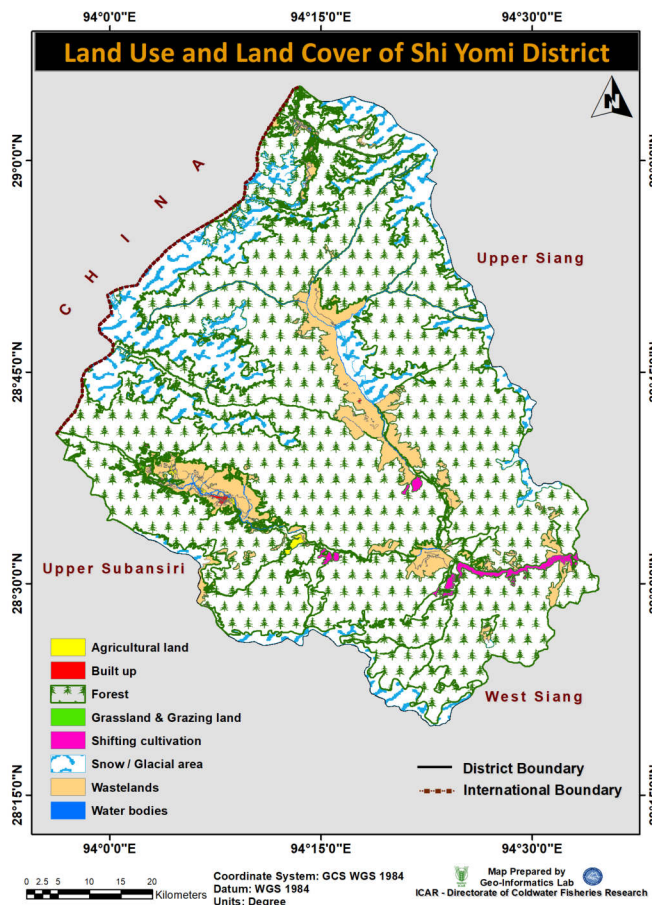 Land Use and Land Cover of Shi Yomi District
94°0'0"E 94°15'0"E 94°30'0"E
N
29°0'0"N
CHINA
Upper Siang
28°45'0"N
Upper Subansiri
28°30'0"N
West Siang
Agricultural land
Built up
Forest
Grassland & Grazing land
Shifting cultivation
Snow / Glacial area
Wastelands
Water bodies
District Boundary
International Boundary
28°15'0"N
94°0'0"E 94°15'0"E 94°30'0"E
0 2.5 5 10 15 20
Kilometers
Coordinate System: GCS WGS 1984
Datum: WGS 1984
Units: Degree
Map Prepared by
Geo-Informatics Lab
ICAR - Directorate of Coldwater Fisheries Research